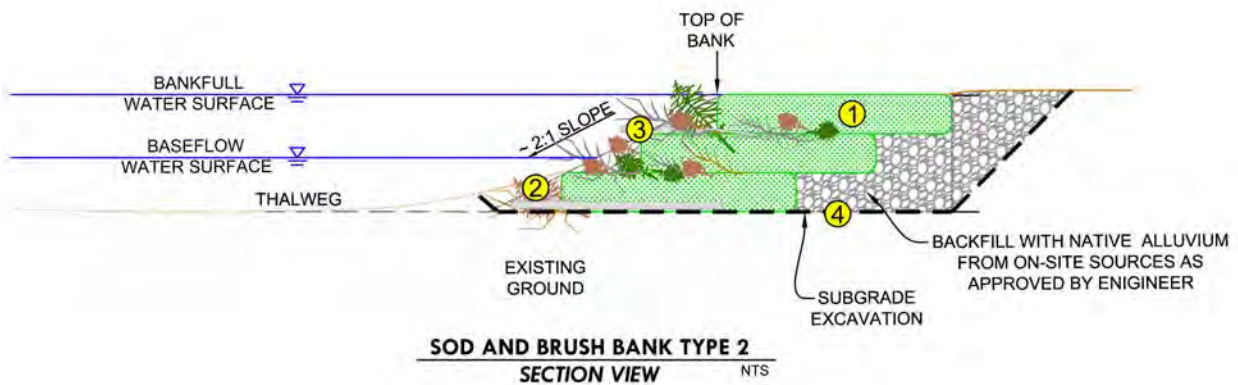 TOP OF
BANK
BANKFULL
WATER SURFACE
1
3
~ 2:1 SLOPE
BASEFLOW
WATER SURFACE
2
THALWEG
4
BACKFILL WITH NATIVE ALLUVIUM
FROM ON-SITE SOURCES AS
APPROVED BY ENIGINEER
EXISTING
GROUND
SUBGRADE
EXCAVATION
SOD AND BRUSH BANK TYPE 2
SECTION VIEW NTS